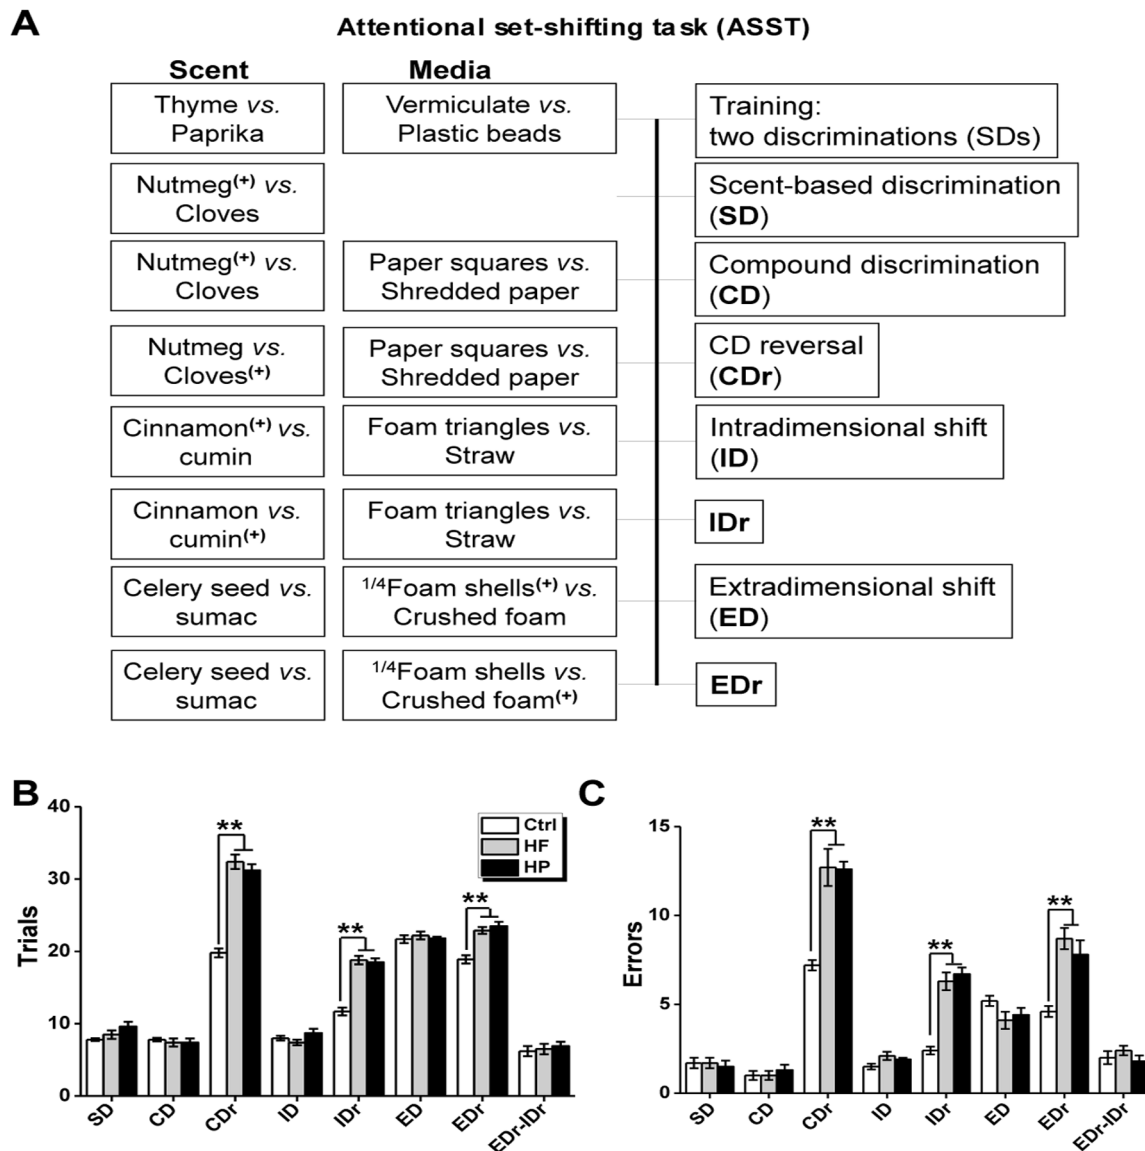 A
Attentional set-shifting task (ASST)
Scent
Media
Thyme vs.
Paprika
Vermiculate vs.
Plastic beads
Training:
two discriminations (SDs)
Nutmeg(+) vs.
Cloves
Scent-based discrimination
(SD)
Nutmeg(+) vs.
Cloves
Paper squares vs.
Shredded paper
Compound discrimination
(CD)
Nutmeg vs.
Cloves(+)
Paper squares vs.
Shredded paper
CD reversal
(CDr)
Cinnamon(+) vs.
cumin
Foam triangles vs.
Straw
Intradimensional shift
(ID)
Cinnamon vs.
cumin(+)
Foam triangles vs.
Straw
IDr
Celery seed vs.
sumac
1/4Foam shells(+) vs.
Crushed foam
Extradimensional shift
(ED)
Celery seed vs.
sumac
1/4Foam shells vs.
Crushed foam(+)
EDr
B
Trials
40
30
20
10
0
**
**
**
Ctrl
HF
HP
SD
CD
CDr
ID
IDr
ED
EDr
EDr-IDr
C
Errors
15
10
5
0
**
**
**
SD
CD
CDr
ID
IDr
ED
EDr
EDr-IDr